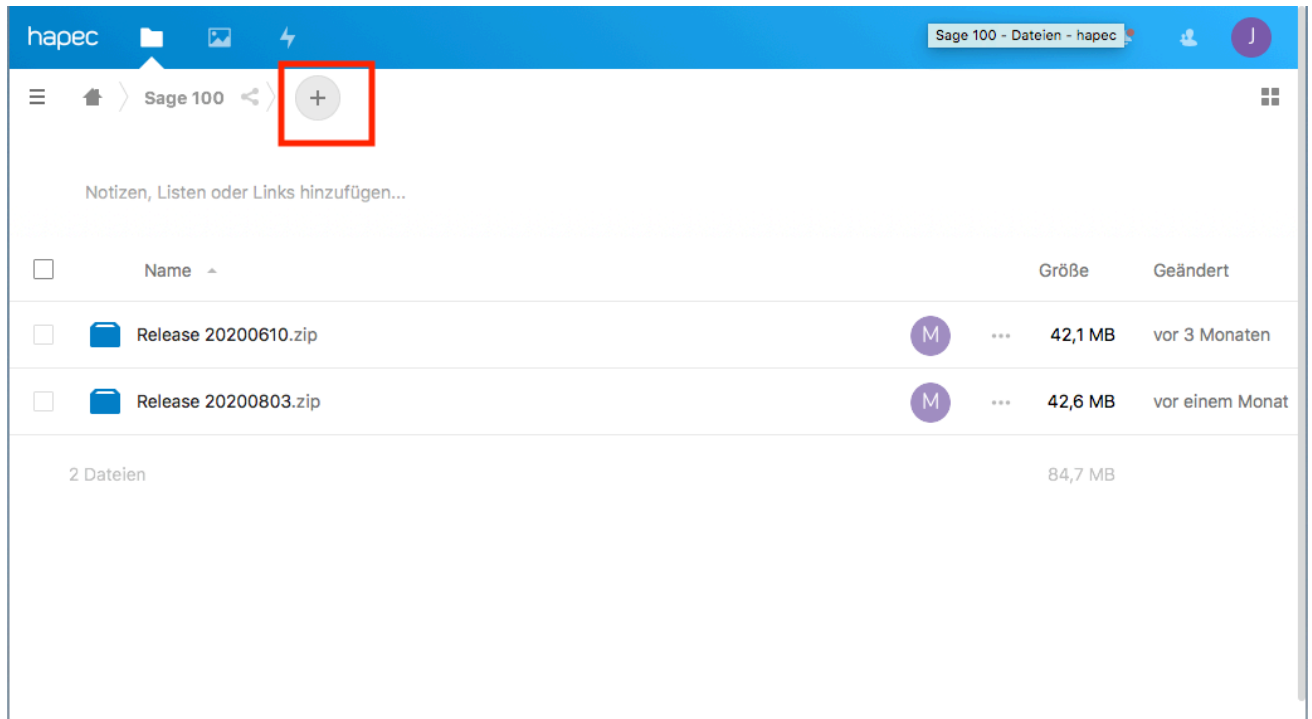 hapec
Sage 100 - Dateien - hapec
J
Sage 100
+
Notizen, Listen oder Links hinzufügen...
Name Größe Geändert
Release 20200610.zip M ... 42,1 MB vor 3 Monaten
Release 20200803.zip M ... 42,6 MB vor einem Monat
2 Dateien 84,7 MB